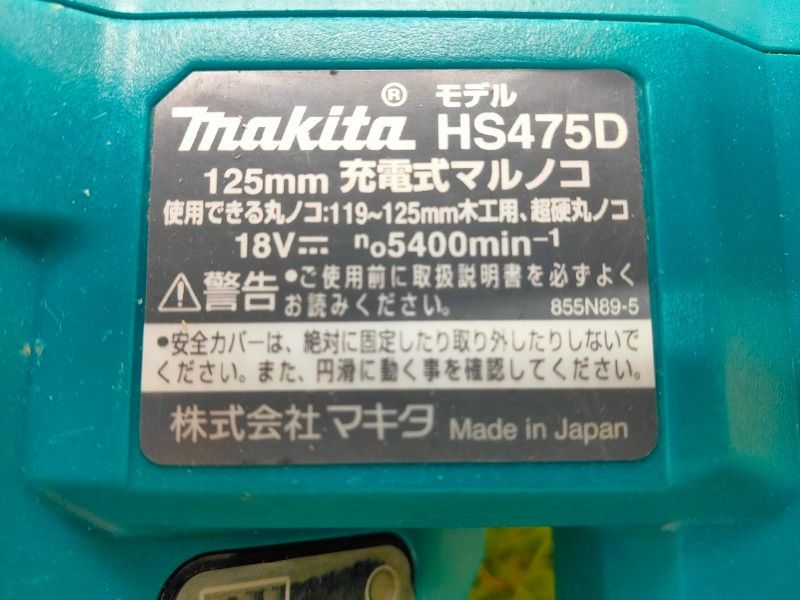 ® モデル
makita HS475D
125mm 充電式マルノコ
使用できる丸ノコ:119~125mm木工用、超硬丸ノコ
18V⎓ n₀5400min⁻¹
⚠警告 ●ご使用前に取扱説明書を必ずよく
お読みください。 855N89-5
●安全カバーは、絶対に固定したり取り外したりしないで
ください。また、円滑に動く事を確認してください。
株式会社マキタ Made in Japan